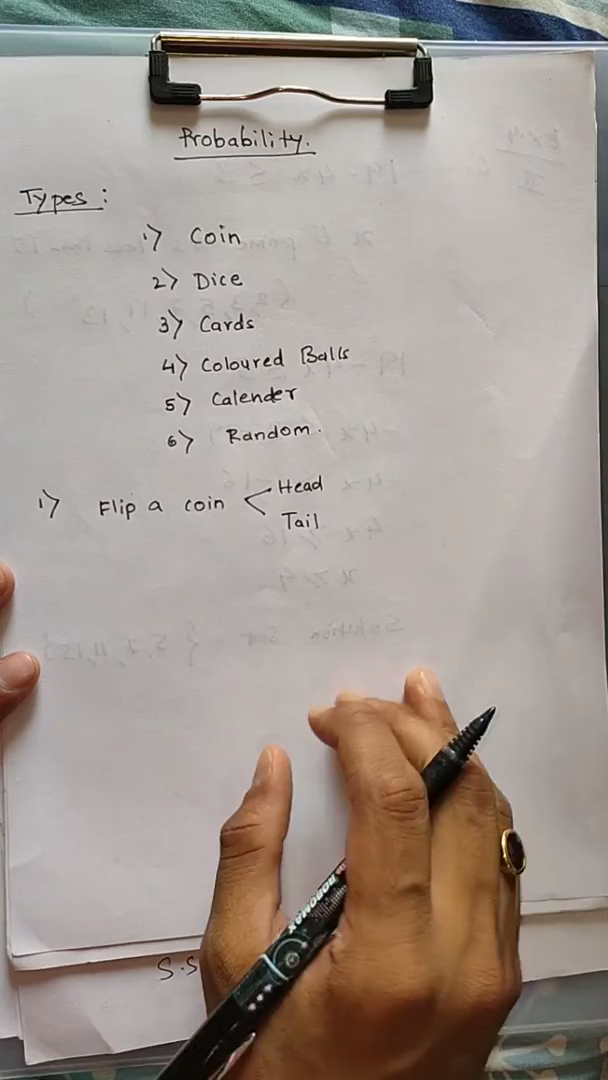 Probability.
Types :
1) Coin
2) Dice
3) Cards
4) Coloured Balls
5) Calender
6) Random.
1) Flip a coin < Head
Tail
S.S
ROBOMAX